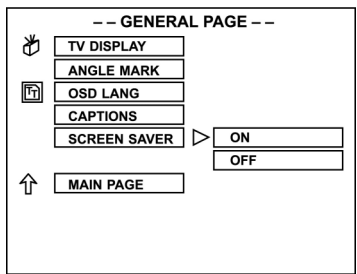 -- GENERAL PAGE --
TV DISPLAY
ANGLE MARK
OSD LANG
CAPTIONS
SCREEN SAVER ON
OFF
MAIN PAGE